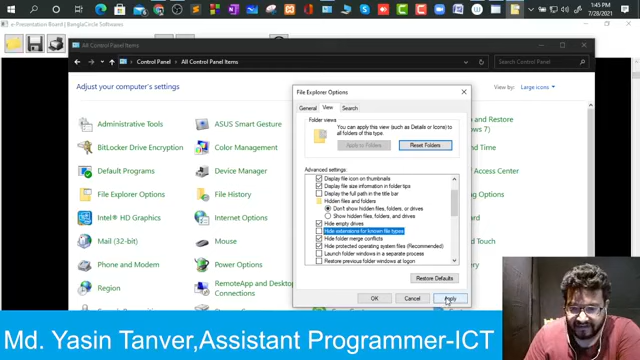 e-Presentation Board | BanglaCircle Softwares
1:45 PM
7/28/2021
All Control Panel Items
Control Panel > All Control Panel Items
Search Control Panel
Adjust your computer's settings
View by: Large icons
Administrative Tools
ASUS Smart Gesture
BitLocker Drive Encryption
Color Management
Default Programs
Device Manager
File Explorer Options
File History
Intel® HD Graphics
Internet Options
Mail (32-bit)
Mouse
Phone and Modem
Power Options
RemoteApp and Desktop
File Explorer Options
General
View
Search
Folder views
You can apply this view (such as Details or Icons) to
all folders of this type.
Apply to Folders
Reset Folders
Advanced settings:
Display file icon on thumbnails
Display file size information in folder tips
Display the full path in the title bar
Hidden files and folders
Don't show hidden files, folders, or drives
Show hidden files, folders, and drives
Hide empty drives
Hide extensions for known file types
Hide folder merge conflicts
Hide protected operating system files (Recommended)
Launch folder windows in a separate process
Restore previous folder windows at logon
Restore Defaults
OK
Cancel
Apply
and Restore
ws 7)
Md. Yasin Tanver,Assistant Programmer-ICT